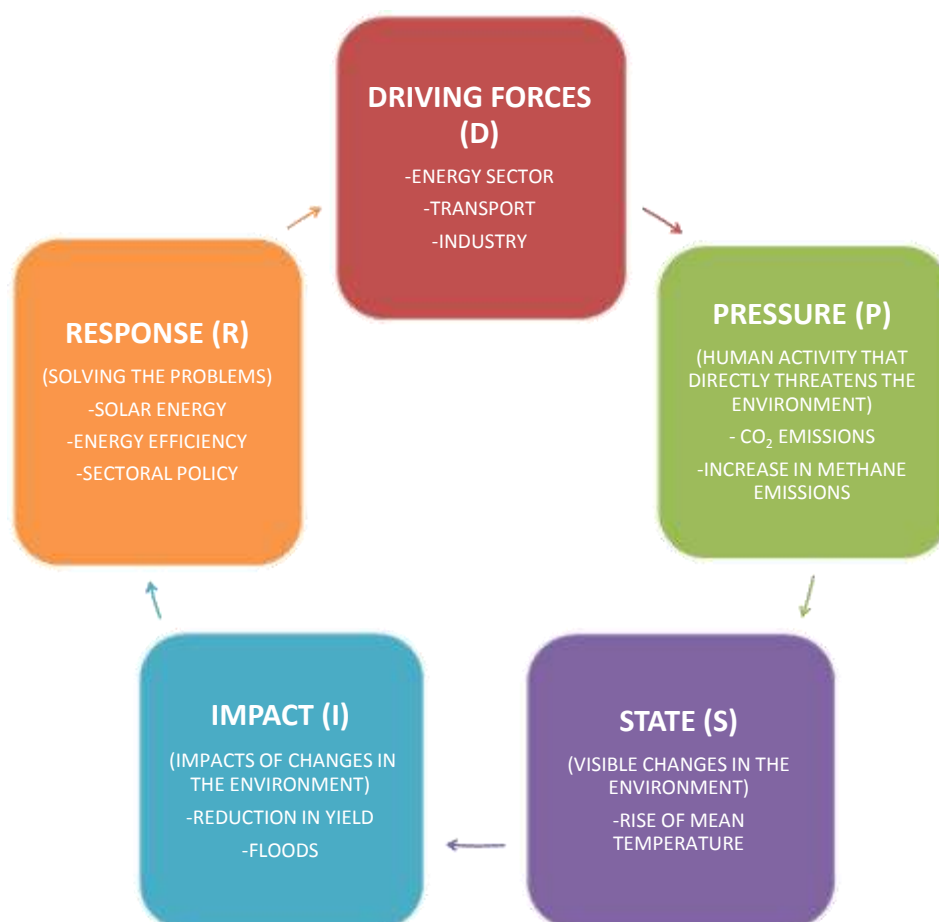 DRIVING FORCES
(D)
-ENERGY SECTOR
-TRANSPORT
-INDUSTRY
PRESSURE (P)
(HUMAN ACTIVITY THAT
DIRECTLY THREATENS THE
ENVIRONMENT)
- CO₂ EMISSIONS
-INCREASE IN METHANE
EMISSIONS
STATE (S)
(VISIBLE CHANGES IN THE
ENVIRONMENT)
-RISE OF MEAN
TEMPERATURE
IMPACT (I)
(IMPACTS OF CHANGES IN
THE ENVIRONMENT)
-REDUCTION IN YIELD
-FLOODS
RESPONSE (R)
(SOLVING THE PROBLEMS)
-SOLAR ENERGY
-ENERGY EFFICIENCY
-SECTORAL POLICY